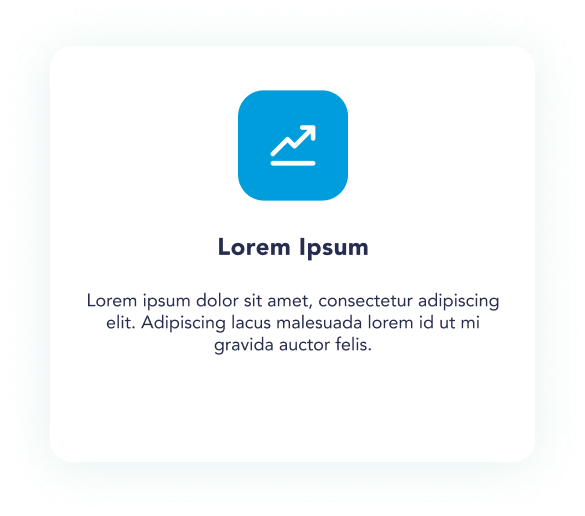 Lorem Ipsum
Lorem ipsum dolor sit amet, consectetur adipiscing
elit. Adipiscing lacus malesuada lorem id ut mi
gravida auctor felis.